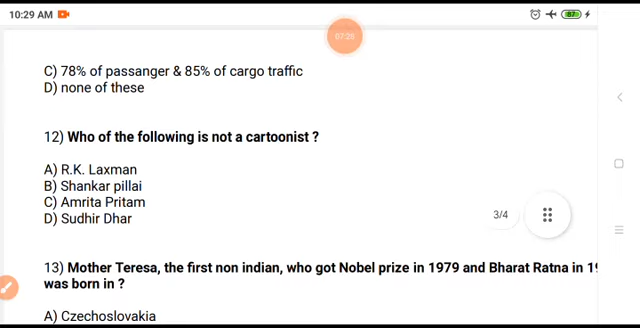 10:29 AM
87
07:28
C) 78% of passanger & 85% of cargo traffic
D) none of these
12) Who of the following is not a cartoonist ?
A) R.K. Laxman
B) Shankar pillai
C) Amrita Pritam
D) Sudhir Dhar
3/4
13) Mother Teresa, the first non indian, who got Nobel prize in 1979 and Bharat Ratna in
was born in ?
A) Czechoslovakia